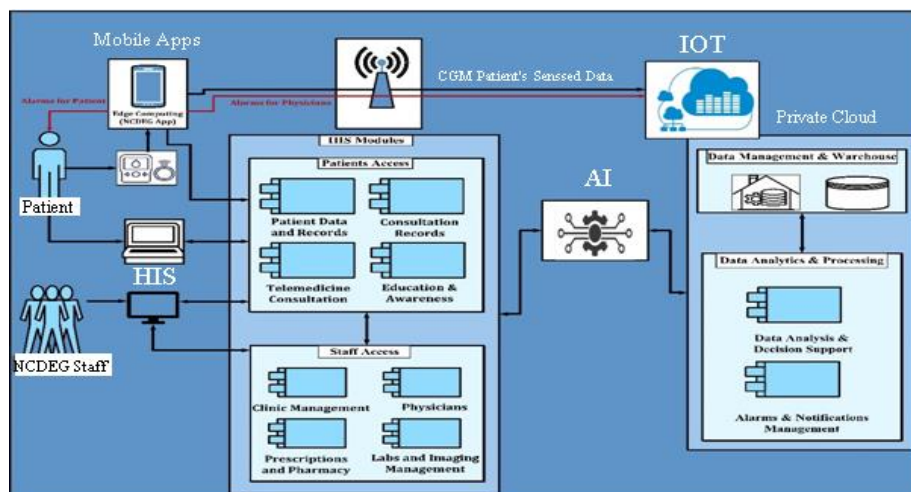 Mobile Apps
IOT
CGM Patient's Senssed Data
Alarms for Patient
Alarms for Physicians
Edge Computing
(NCDEG App)
Private Cloud
HIS Modules
Patients Access
Data Management & Warehouse
AI
Patient
Patient Data
and Records
Consultation
Records
HIS
Telemedicine
Consultation
Education &
Awareness
Data Analytics & Processing
NCDEG Staff
Staff Access
Data Analysis &
Decision Support
Clinic Management
Physicians
Alarms & Notifications
Management
Prescriptions
and Pharmacy
Labs and Imaging
Management